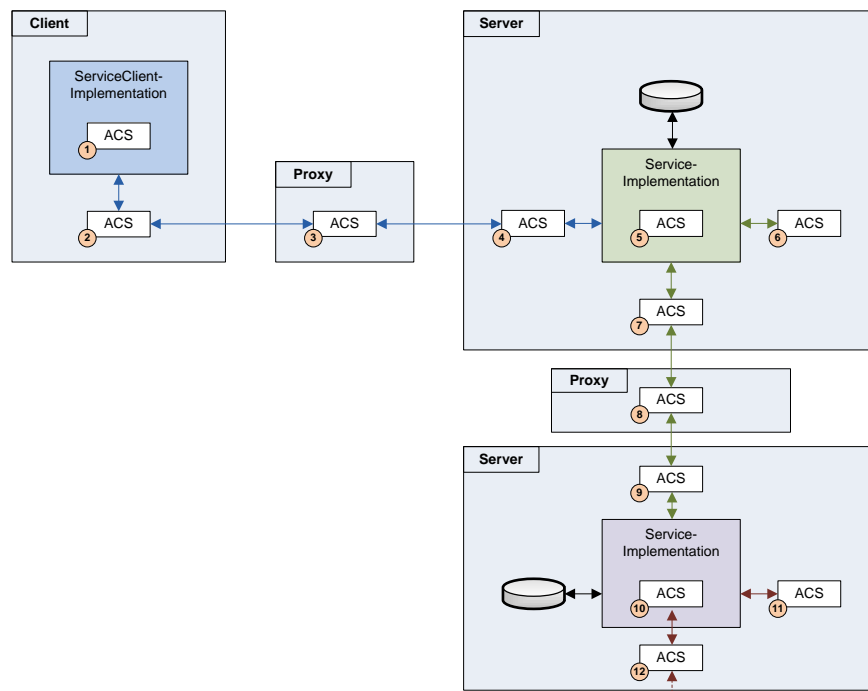 Client
ServiceClient-
Implementation
ACS
1
ACS
2
Proxy
ACS
3
Server
Service-
Implementation
ACS
4
ACS
5
ACS
6
ACS
7
Proxy
ACS
8
Server
ACS
9
Service-
Implementation
ACS
10
ACS
11
ACS
12